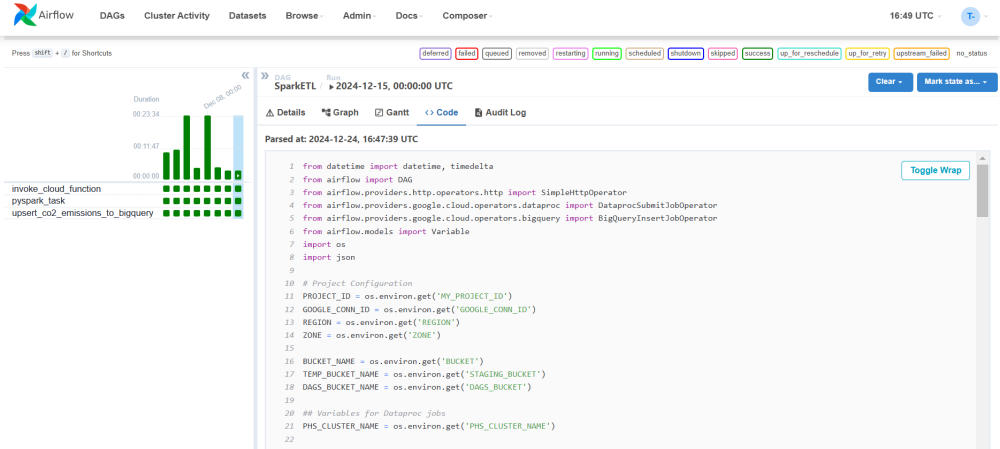 Airflow DAGs Cluster Activity Datasets Browse Admin Docs Composer 16:49 UTC T-
Press shift + / for Shortcuts deferred failed queued removed restarting running scheduled shutdown skipped success up_for_reschedule up_for_retry upstream_failed no_status
DAG Run
SparkETL / 2024-12-15, 00:00:00 UTC Clear Mark state as...
Duration Dec 08, 00:00
00:23:34
00:11:47
00:00:00
invoke_cloud_function
pyspark_task
upsert_co2_emissions_to_bigquery
Details Graph Gantt <> Code Audit Log
Parsed at: 2024-12-24, 16:47:39 UTC
Toggle Wrap
1 from datetime import datetime, timedelta
2 from airflow import DAG
3 from airflow.providers.http.operators.http import SimpleHttpOperator
4 from airflow.providers.google.cloud.operators.dataproc import DataprocSubmitJobOperator
5 from airflow.providers.google.cloud.operators.bigquery import BigQueryInsertJobOperator
6 from airflow.models import Variable
7 import os
8 import json
9
10 # Project Configuration
11 PROJECT_ID = os.environ.get('MY_PROJECT_ID')
12 GOOGLE_CONN_ID = os.environ.get('GOOGLE_CONN_ID')
13 REGION = os.environ.get('REGION')
14 ZONE = os.environ.get('ZONE')
15
16 BUCKET_NAME = os.environ.get('BUCKET')
17 TEMP_BUCKET_NAME = os.environ.get('STAGING_BUCKET')
18 DAGS_BUCKET_NAME = os.environ.get('DAGS_BUCKET')
19
20 ## Variables for Dataproc jobs
21 PHS_CLUSTER_NAME = os.environ.get('PHS_CLUSTER_NAME')
22